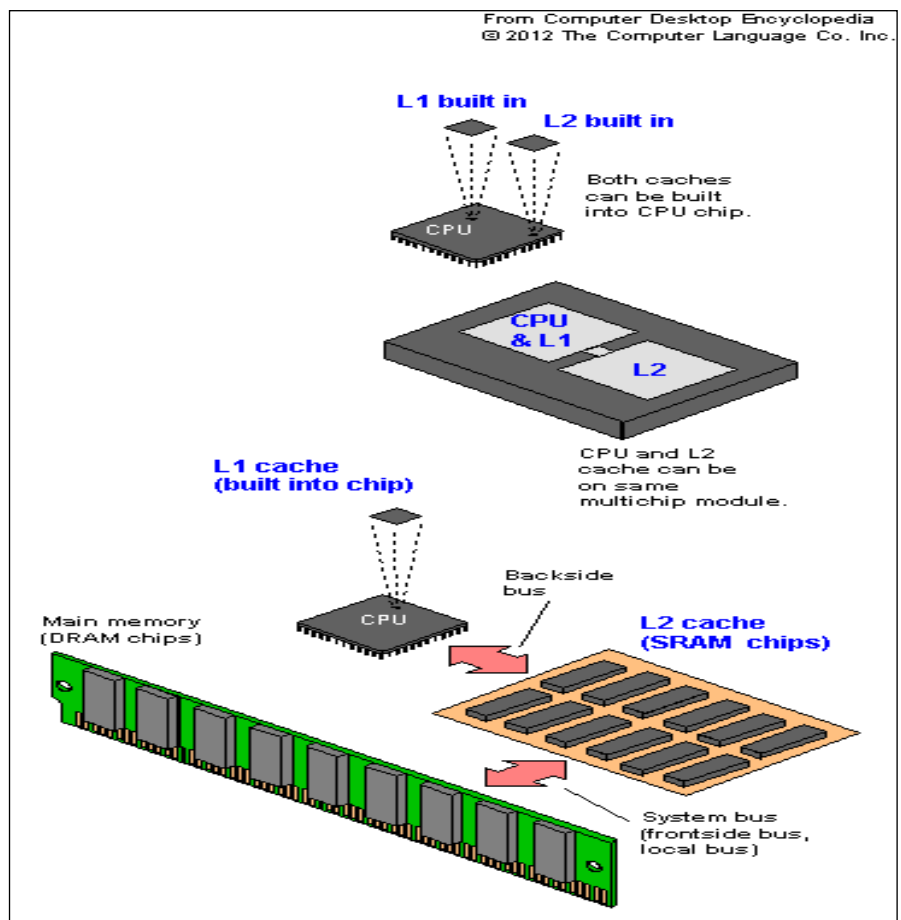 From Computer Desktop Encyclopedia
© 2012 The Computer Language Co. Inc.
L1 built in
L2 built in
Both caches
can be built
into CPU chip.
CPU
CPU
& L1
L2
CPU and L2
cache can be
on same
multichip module.
L1 cache
(built into chip)
Backside
bus
CPU
Main memory
(DRAM chips)
L2 cache
(SRAM chips)
System bus
(frontside bus,
local bus)